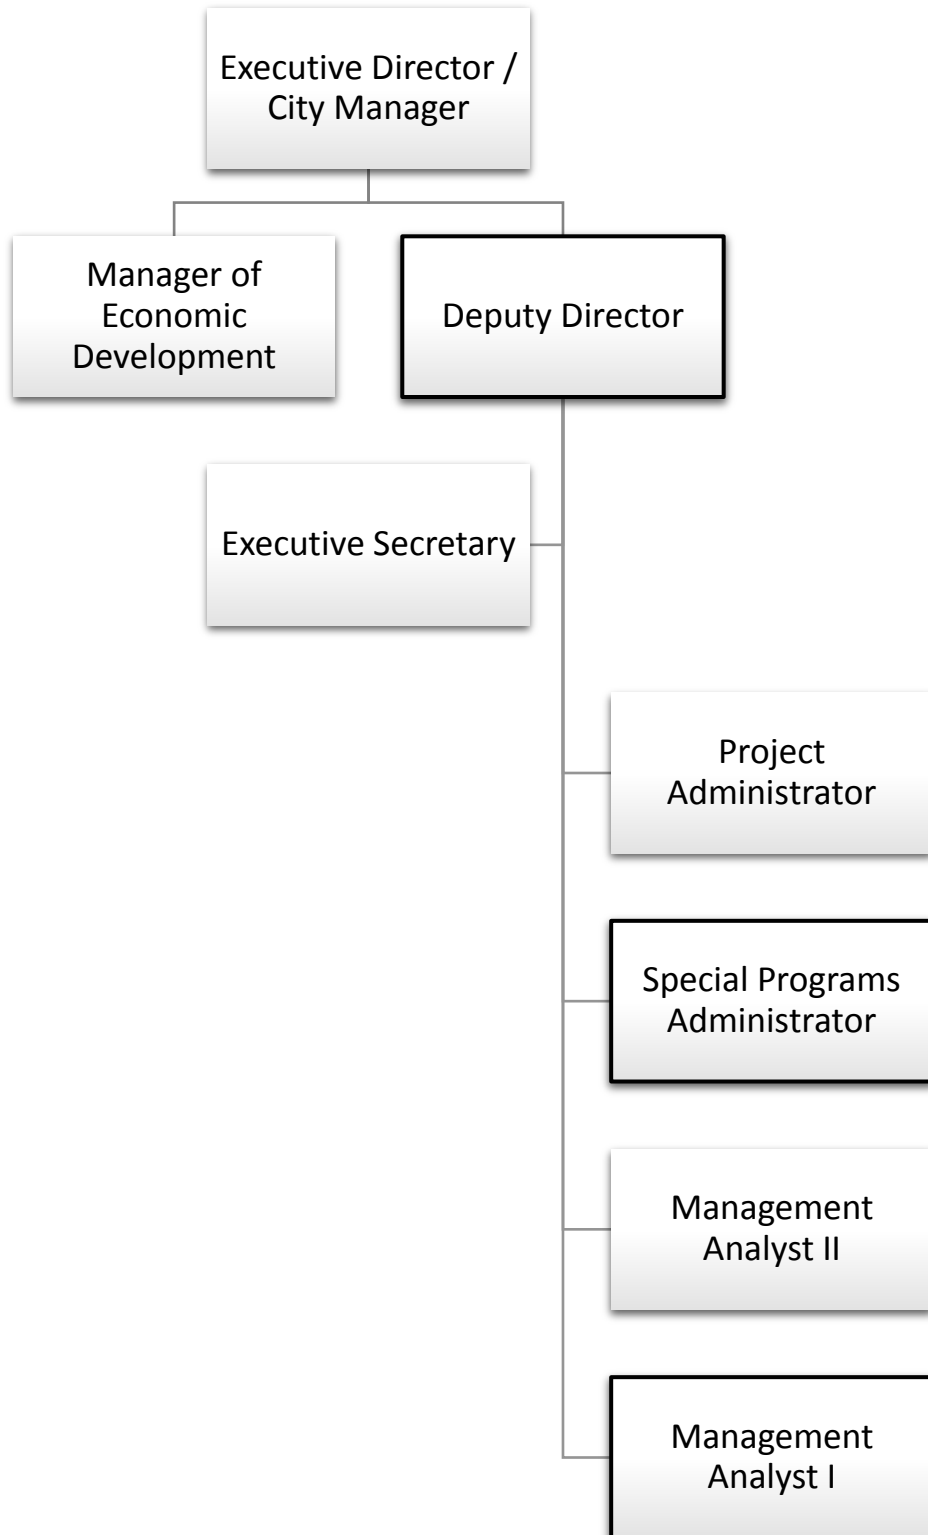 Executive Director /
City Manager
Manager of
Economic
Development
Deputy Director
Executive Secretary
Project
Administrator
Special Programs
Administrator
Management
Analyst II
Management
Analyst I